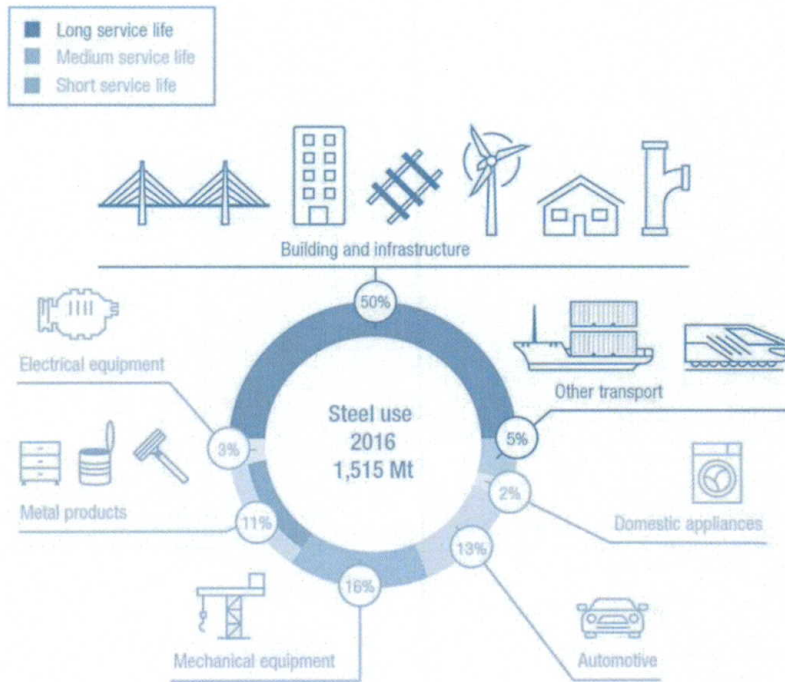 Long service life
Medium service life
Short service life
Building and infrastructure
50%
Electrical equipment
Other transport
Steel use
2016
1,515 Mt
3%
5%
Metal products
2%
Domestic appliances
11%
13%
16%
Mechanical equipment
Automotive